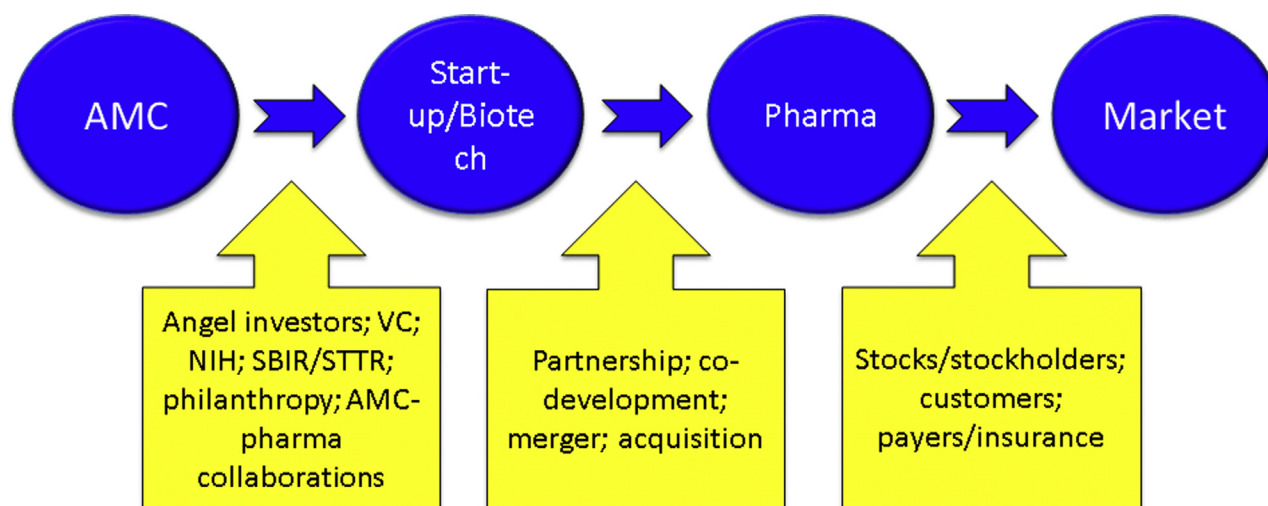 AMC
Start-
up/Biote
ch
Pharma
Market
Angel investors; VC;
NIH; SBIR/STTR;
philanthropy; AMC-
pharma
collaborations
Partnership; co-
development;
merger; acquisition
Stocks/stockholders;
customers;
payers/insurance